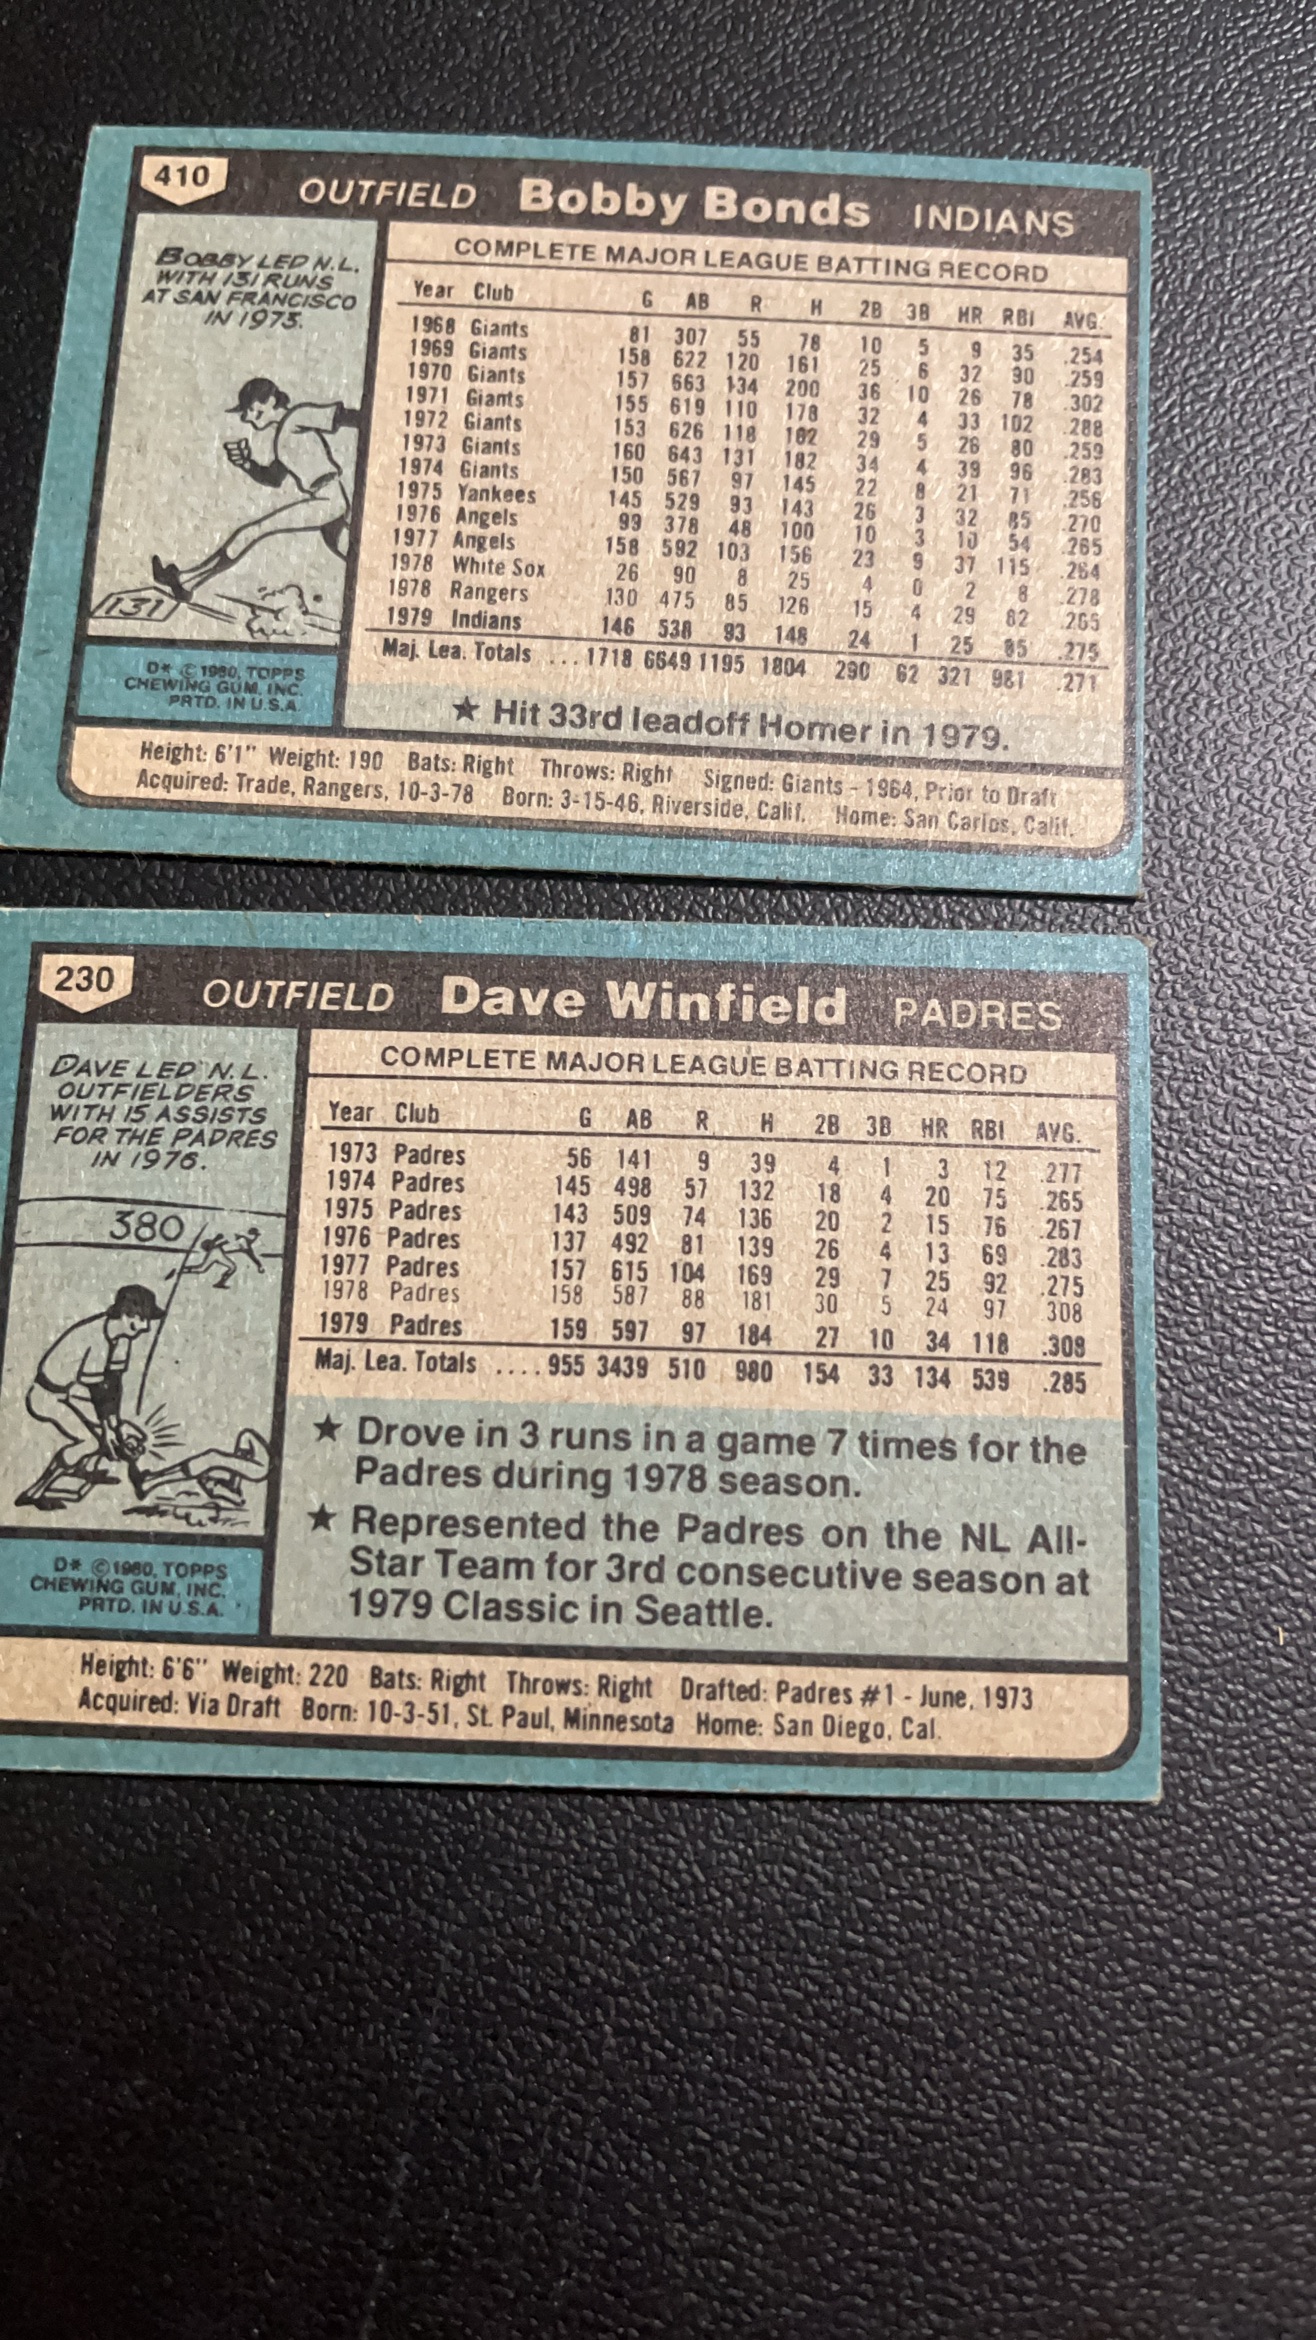 410 OUTFIELD Bobby Bonds INDIANS
BOBBY LED N.L.
WITH 131 RUNS
AT SAN FRANCISCO
IN 1973.
131
D* © 1980, TOPPS
CHEWING GUM, INC.
PRTD. IN U.S.A.
COMPLETE MAJOR LEAGUE BATTING RECORD
Year Club G AB R H 2B 3B HR RBI AVG.
1968 Giants 81 307 55 78 10 5 9 35 .254
1969 Giants 158 622 120 161 25 6 32 90 .259
1970 Giants 157 663 134 200 36 10 26 78 .302
1971 Giants 155 619 110 178 32 4 33 102 .288
1972 Giants 153 626 118 162 29 5 26 80 .259
1973 Giants 160 643 131 182 34 4 39 96 .283
1974 Giants 150 567 97 145 22 8 21 71 .256
1975 Yankees 145 529 93 143 26 3 32 85 .270
1976 Angels 99 378 48 100 10 3 10 54 .265
1977 Angels 158 592 103 156 23 9 37 115 .264
1978 White Sox 26 90 8 25 4 0 2 8 .278
1978 Rangers 130 475 85 126 15 4 29 82 .265
1979 Indians 146 538 93 148 24 1 25 85 .275
Maj. Lea. Totals ...1718 6649 1195 1804 290 62 321 981 .271
★ Hit 33rd leadoff Homer in 1979.
Height: 6'1" Weight: 190 Bats: Right Throws: Right Signed: Giants - 1964, Prior to Draft
Acquired: Trade, Rangers, 10-3-78 Born: 3-15-46, Riverside, Calif. Home: San Carlos, Calif.
230 OUTFIELD Dave Winfield PADRES
DAVE LED N.L.
OUTFIELDERS
WITH 15 ASSISTS
FOR THE PADRES
IN 1976.
380
D* © 1980, TOPPS
CHEWING GUM, INC.
PRTD. IN U.S.A.
COMPLETE MAJOR LEAGUE BATTING RECORD
Year Club G AB R H 2B 3B HR RBI AVG.
1973 Padres 56 141 9 39 4 1 3 12 .277
1974 Padres 145 498 57 132 18 4 20 75 .265
1975 Padres 143 509 74 136 20 2 15 76 .267
1976 Padres 137 492 81 139 26 4 13 69 .283
1977 Padres 157 615 104 169 29 7 25 92 .275
1978 Padres 158 587 88 181 30 5 24 97 .308
1979 Padres 159 597 97 184 27 10 34 118 .308
Maj. Lea. Totals ....955 3439 510 980 154 33 134 539 .285
★ Drove in 3 runs in a game 7 times for the
Padres during 1978 season.
★ Represented the Padres on the NL All-
Star Team for 3rd consecutive season at
1979 Classic in Seattle.
Height: 6'6" Weight: 220 Bats: Right Throws: Right Drafted: Padres #1 - June, 1973
Acquired: Via Draft Born: 10-3-51, St. Paul, Minnesota Home: San Diego, Cal.